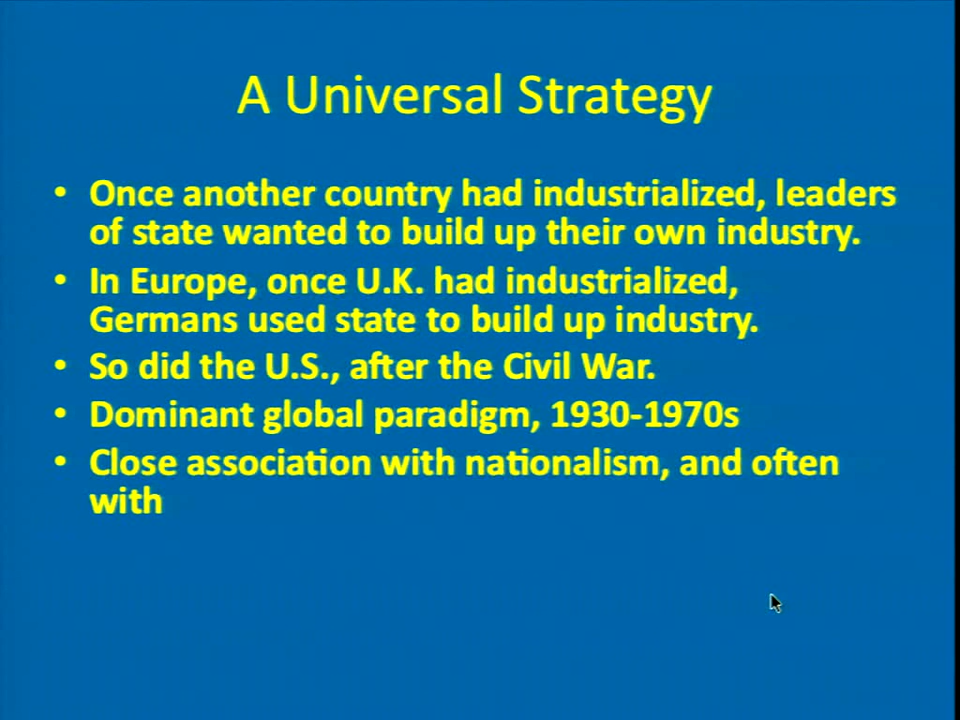 A Universal Strategy
• Once another country had industrialized, leaders
of state wanted to build up their own industry.
• In Europe, once U.K. had industrialized,
Germans used state to build up industry.
• So did the U.S., after the Civil War.
• Dominant global paradigm, 1930-1970s
• Close association with nationalism, and often
with